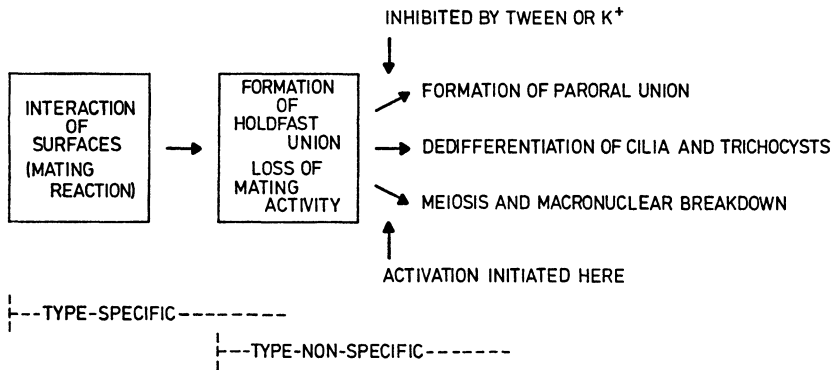 INHIBITED BY TWEEN OR K⁺
INTERACTION
OF
SURFACES
(MATING
REACTION)
FORMATION
OF
HOLDFAST
UNION
LOSS OF
MATING
ACTIVITY
FORMATION OF PARORAL UNION
DEDIFFERENTIATION OF CILIA AND TRICHOCYSTS
MEIOSIS AND MACRONUCLEAR BREAKDOWN
ACTIVATION INITIATED HERE
TYPE-SPECIFIC
TYPE-NON-SPECIFIC